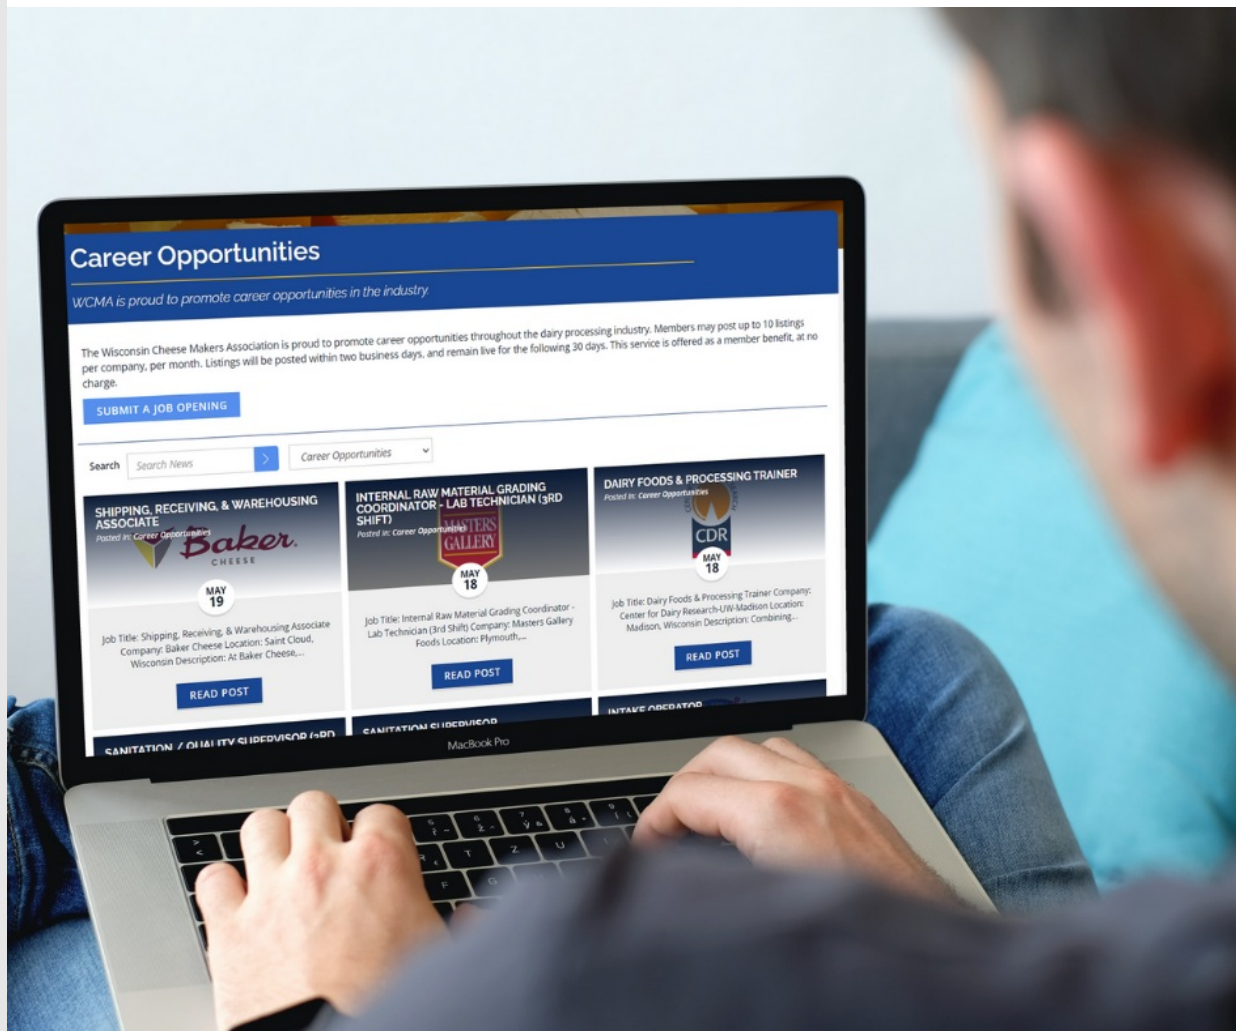 Career Opportunities
WCMA is proud to promote career opportunities in the industry.
The Wisconsin Cheese Makers Association is proud to promote career opportunities throughout the dairy processing industry. Members may post up to 10 listings
per company, per month. Listings will be posted within two business days, and remain live for the following 30 days. This service is offered as a member benefit, at no
charge.
SUBMIT A JOB OPENING
Search
Search News
Career Opportunities
SHIPPING, RECEIVING, & WAREHOUSING
ASSOCIATE
Posted In: Career Opportunities
Baker.
CHEESE
MAY
19
Job Title: Shipping, Receiving, & Warehousing Associate
Company: Baker Cheese Location: Saint Cloud,
Wisconsin Description: At Baker Cheese,...
READ POST
INTERNAL RAW MATERIAL GRADING
COORDINATOR - LAB TECHNICIAN (3RD
SHIFT)
Posted In: Career Opportunities
MASTERS
GALLERY
MAY
18
Job Title: Internal Raw Material Grading Coordinator -
Lab Technician (3rd Shift) Company: Masters Gallery
Foods Location: Plymouth,...
READ POST
DAIRY FOODS & PROCESSING TRAINER
Posted In: Career Opportunities
CDR
MAY
18
Job Title: Dairy Foods & Processing Trainer Company:
Center for Dairy Research-UW-Madison Location:
Madison, Wisconsin Description: Combining...
READ POST
SANITATION / QUALITY SUPERVISOR (3RD
SANITATION SUPERVISOR
INTAKE OPERATOR
MacBook Pro
T Z U
F G